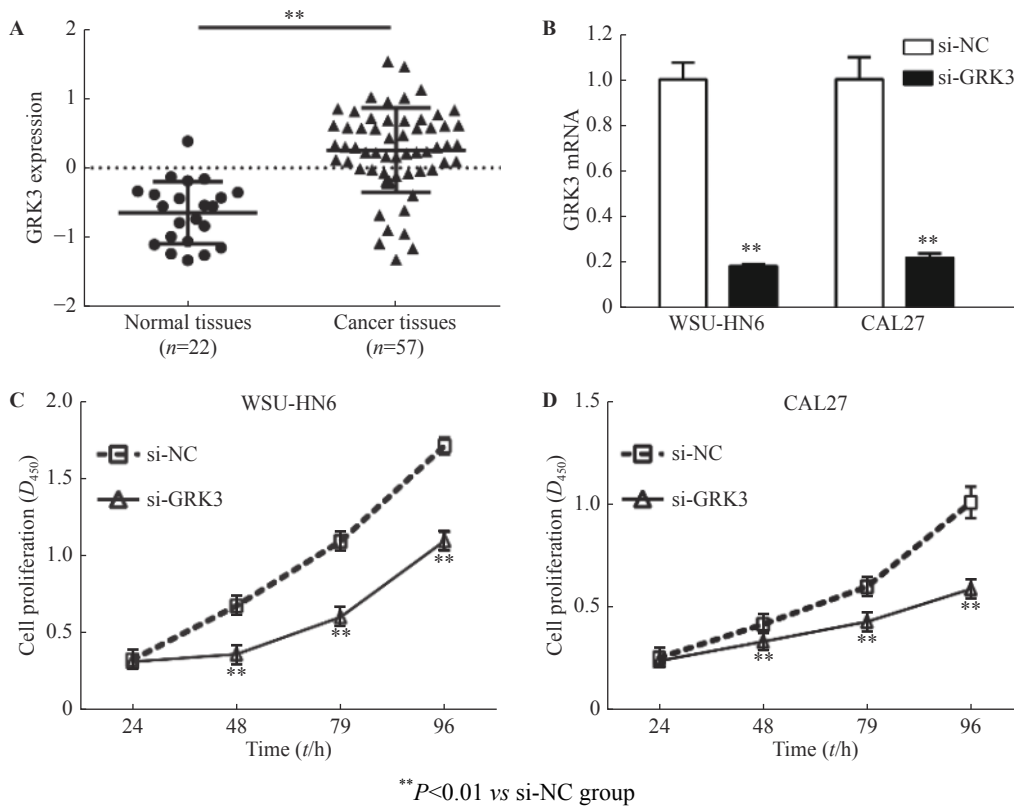 A
**
GRK3 expression
2
1
0
−1
−2
Normal tissues
(n=22)
Cancer tissues
(n=57)
B
si-NC
si-GRK3
GRK3 mRNA
1.2
1.0
0.8
0.6
0.4
0.2
0
**
**
WSU-HN6
CAL27
C
WSU-HN6
si-NC
si-GRK3
Cell proliferation (D450)
2.0
1.5
1.0
0.5
0
**
**
**
24
48
79
96
Time (t/h)
D
CAL27
si-NC
si-GRK3
Cell proliferation (D450)
1.5
1.0
0.5
0
**
**
**
24
48
79
96
Time (t/h)
**P<0.01 vs si-NC group